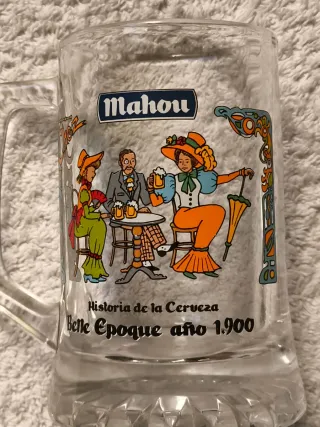 Mahou
Historia de la Cerveza
Belle Epoque año 1.900